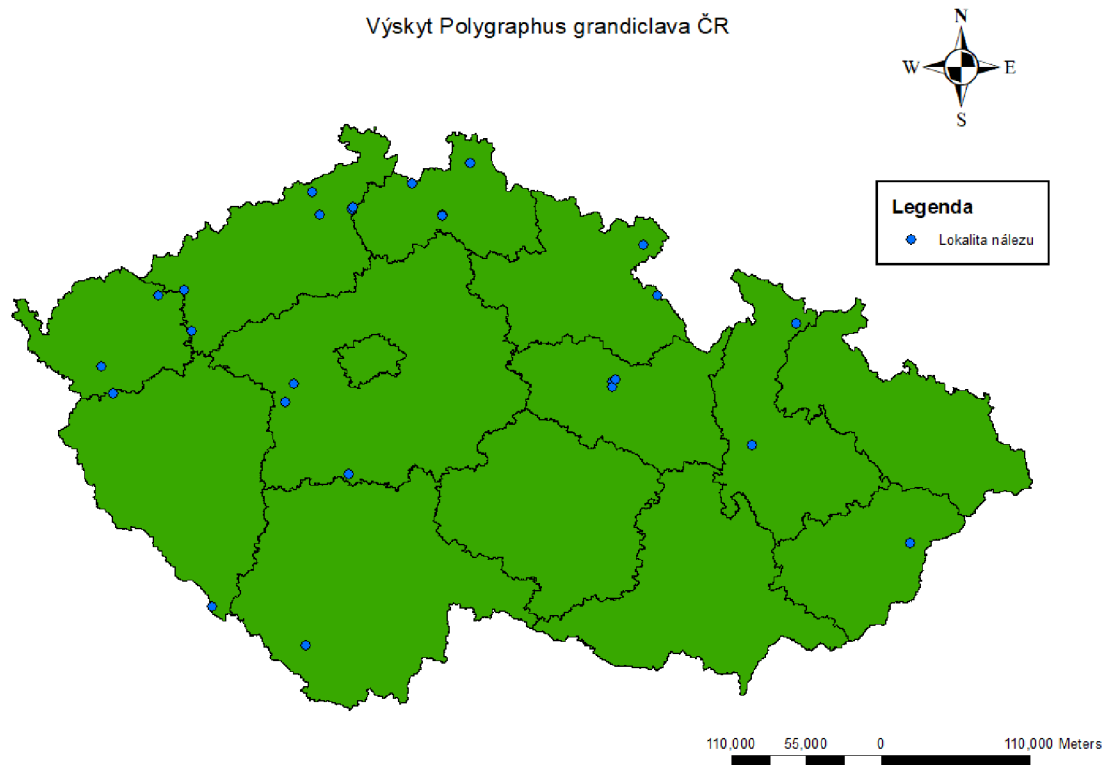 Výskyt Polygraphus grandiclava ČR
N
W E
S
Legenda
Lokalita nálezu
110,000 55,000 0 110,000 Meters